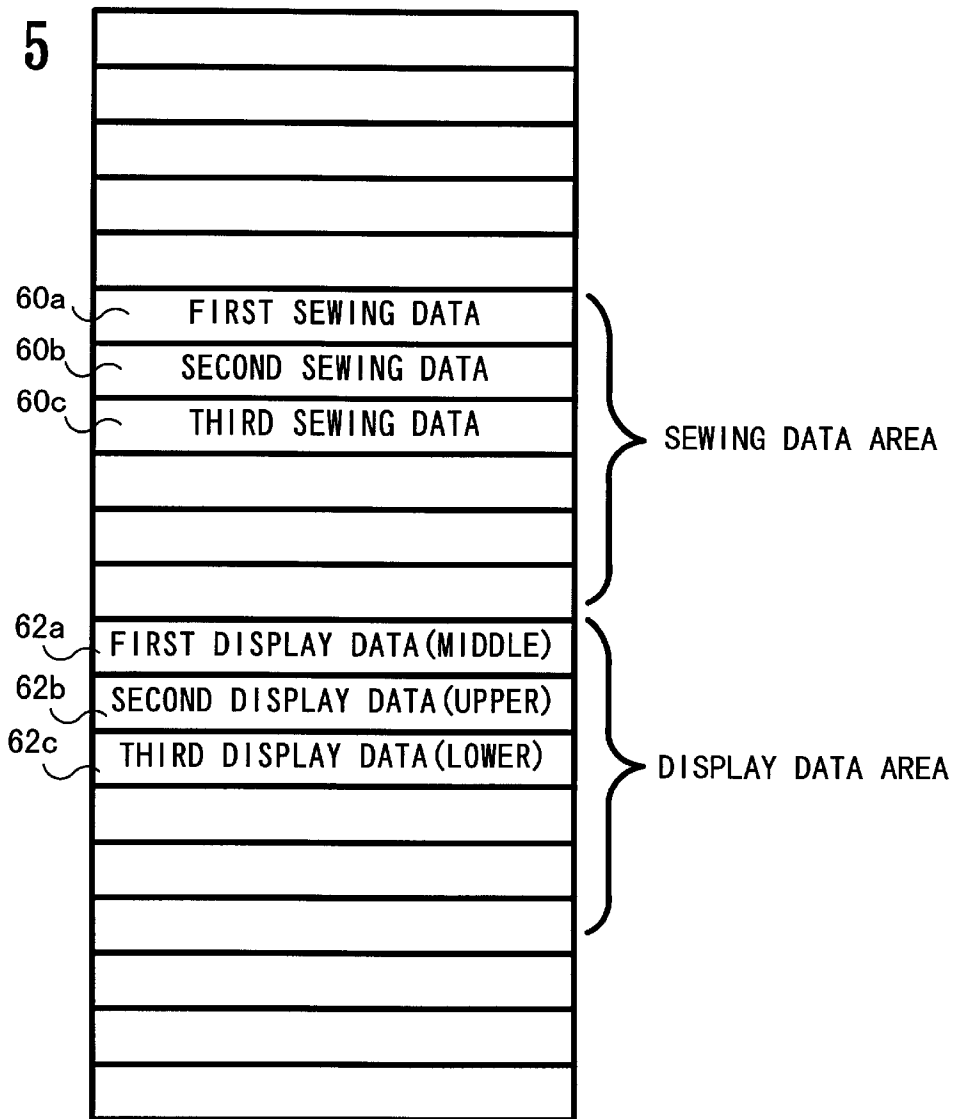 5
60a
FIRST SEWING DATA
60b
SECOND SEWING DATA
60c
THIRD SEWING DATA
SEWING DATA AREA
62a
FIRST DISPLAY DATA(MIDDLE)
62b
SECOND DISPLAY DATA(UPPER)
62c
THIRD DISPLAY DATA(LOWER)
DISPLAY DATA AREA